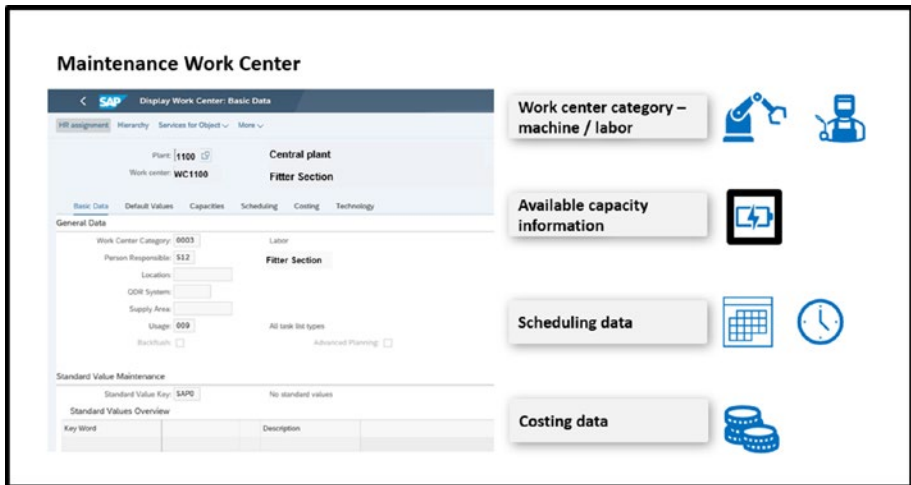 Maintenance Work Center
SAP Display Work Center: Basic Data
HR assignment Hierarchy Services for Object More
Plant: 1100 Central plant
Work center: WC1100 Fitter Section
Basic Data Default Values Capacities Scheduling Costing Technology
General Data
Work Center Category: 0003 Labor
Person Responsible: S12 Fitter Section
Location:
QDR System:
Supply Area:
Usage: 009 All task list types
Backflush: Advanced Planning:
Standard Value Maintenance
Standard Value Key: SAP0 No standard values
Standard Values Overview
Key Word Description
Work center category –
machine / labor
Available capacity
information
Scheduling data
Costing data